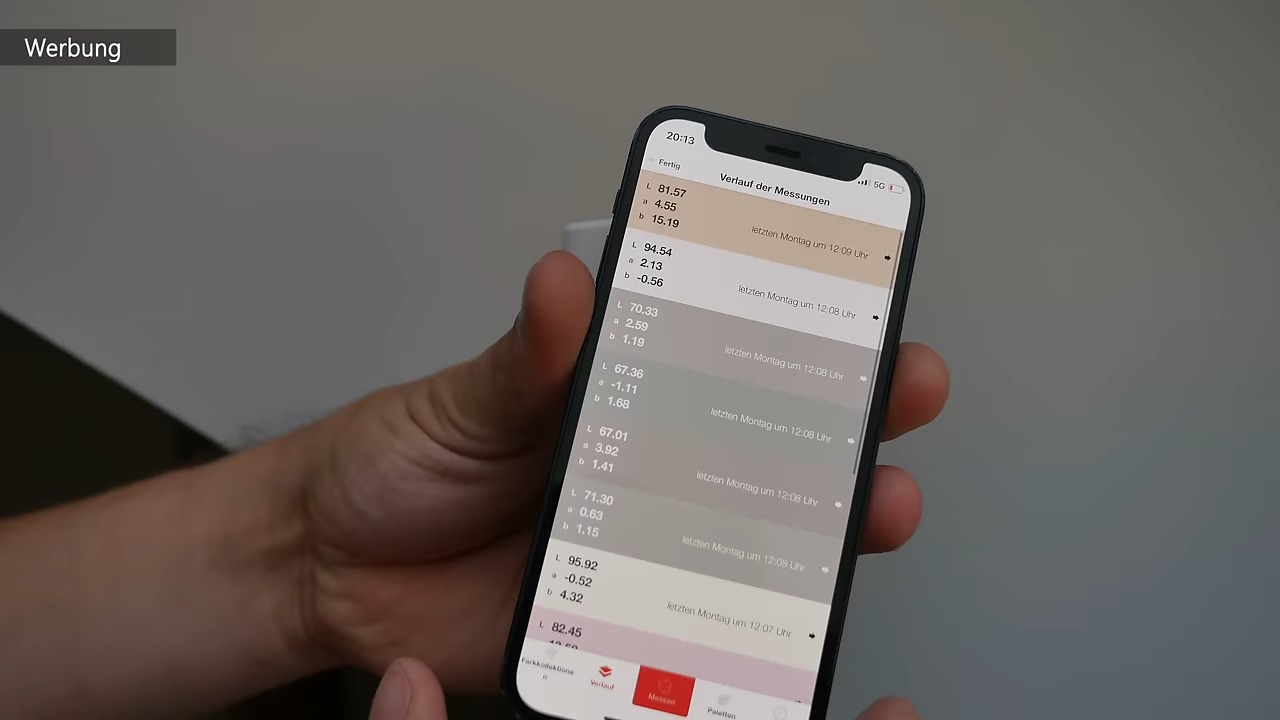 Werbung
20:13
5G
Fertig
Verlauf der Messungen
L 81.57
a 4.55
b 15.19
letzten Montag um 12:09 Uhr
L 94.54
a 2.13
b -0.56
letzten Montag um 12:08 Uhr
L 70.33
a 2.59
b 1.19
letzten Montag um 12:08 Uhr
L 67.36
a -1.11
b 1.68
letzten Montag um 12:08 Uhr
L 67.01
a 3.92
b 1.41
letzten Montag um 12:08 Uhr
L 71.30
a 0.63
b 1.15
letzten Montag um 12:08 Uhr
L 95.92
a -0.52
b 4.32
letzten Montag um 12:07 Uhr
L 82.45
Farbkollektione
n
Verlauf
Messen
Paletten